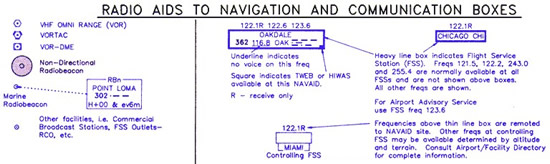 RADIO AIDS TO NAVIGATION AND COMMUNICATION BOXES
VHF OMNI RANGE (VOR)
VORTAC
VOR-DME
Non-Directional
Radiobeacon
Marine
Radiobeacon
RBn
POINT LOMA
302
H+00 & ev6m
Other facilities, i.e. Commercial
Broadcast Stations, FSS Outlets-
RCO, etc.
122.1R 122.6 123.6
OAKDALE
362 116.8 OAK
Underline indicates
no voice on this freq
Square indicates TWEB or HIWAS
available at this NAVAID.
R - receive only
122.1R
MIAMI
Controlling FSS
122.1R
CHICAGO CHI
Heavy line box indicates Flight Service
Station (FSS). Freqs 121.5, 122.2, 243.0
and 255.4 are normally available at all
FSSs and are not shown above boxes.
All other freqs are shown.
For Airport Advisory Service
use FSS freq 123.6
Frequencies above thin line box are remoted
to NAVAID site. Other freqs at controlling
FSS may be available determined by altitude
and terrain. Consult Airport/Facility Directory
for complete information.